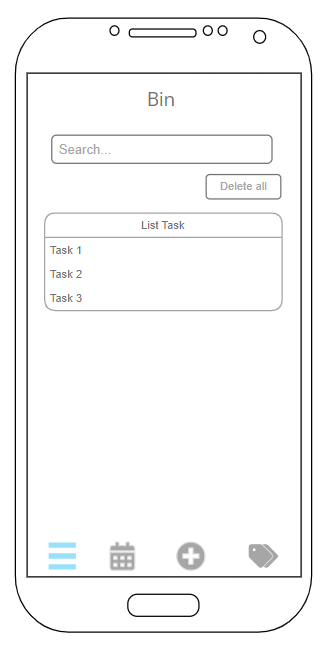 Bin
Search...
Delete all
List Task
Task 1
Task 2
Task 3